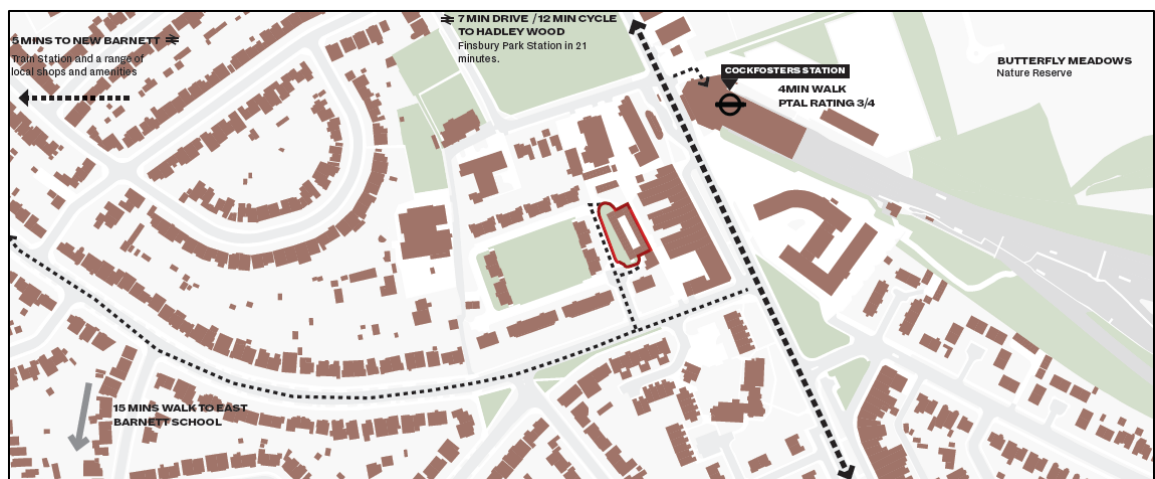 5 MINS TO NEW BARNETT
Train Station and a range of
local shops and amenities
7 MIN DRIVE / 12 MIN CYCLE
TO HADLEY WOOD
Finsbury Park Station in 21
minutes.
COCKFOSTERS STATION
4MIN WALK
PTAL RATING 3/4
BUTTERFLY MEADOWS
Nature Reserve
15 MINS WALK TO EAST
BARNETT SCHOOL